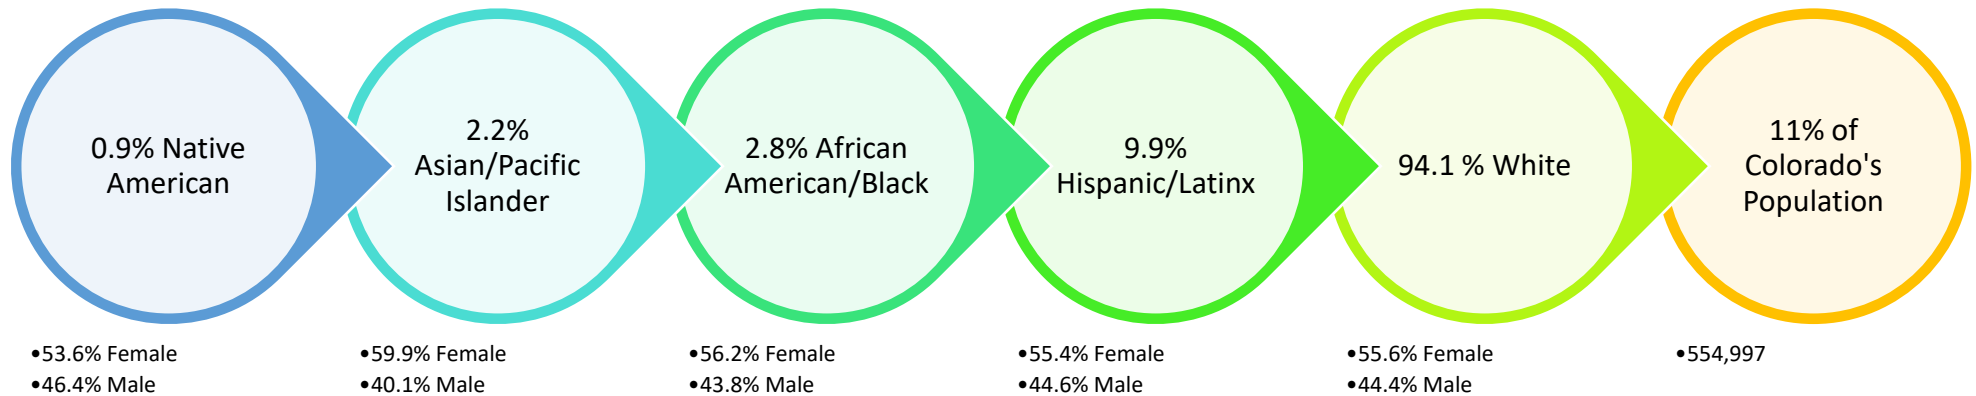 0.9% Native
American
•53.6% Female
•46.4% Male
2.2%
Asian/Pacific
Islander
•59.9% Female
•40.1% Male
2.8% African
American/Black
•56.2% Female
•43.8% Male
9.9%
Hispanic/Latinx
•55.4% Female
•44.6% Male
94.1 % White
•55.6% Female
•44.4% Male
11% of
Colorado's
Population
•554,997